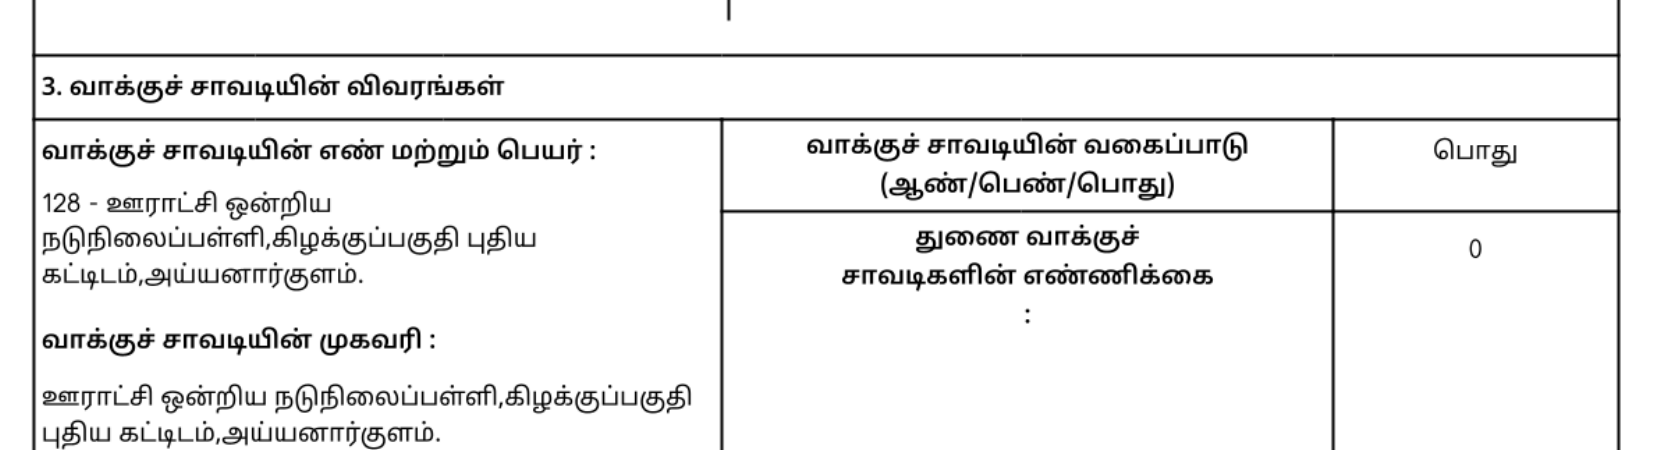 3. வாக்குச் சாவடியின் விவரங்கள்
வாக்குச் சாவடியின் எண் மற்றும் பெயர் :
128 - ஊராட்சி ஒன்றிய
நடுநிலைப்பள்ளி,கிழக்குப்பகுதி புதிய
கட்டிடம்,அய்யனார்குளம்.
வாக்குச் சாவடியின் முகவரி :
ஊராட்சி ஒன்றிய நடுநிலைப்பள்ளி,கிழக்குப்பகுதி
புதிய கட்டிடம்,அய்யனார்குளம்.
வாக்குச் சாவடியின் வகைப்பாடு
(ஆண்/பெண்/பொது)
பொது
துணை வாக்குச்
சாவடிகளின் எண்ணிக்கை
:
0